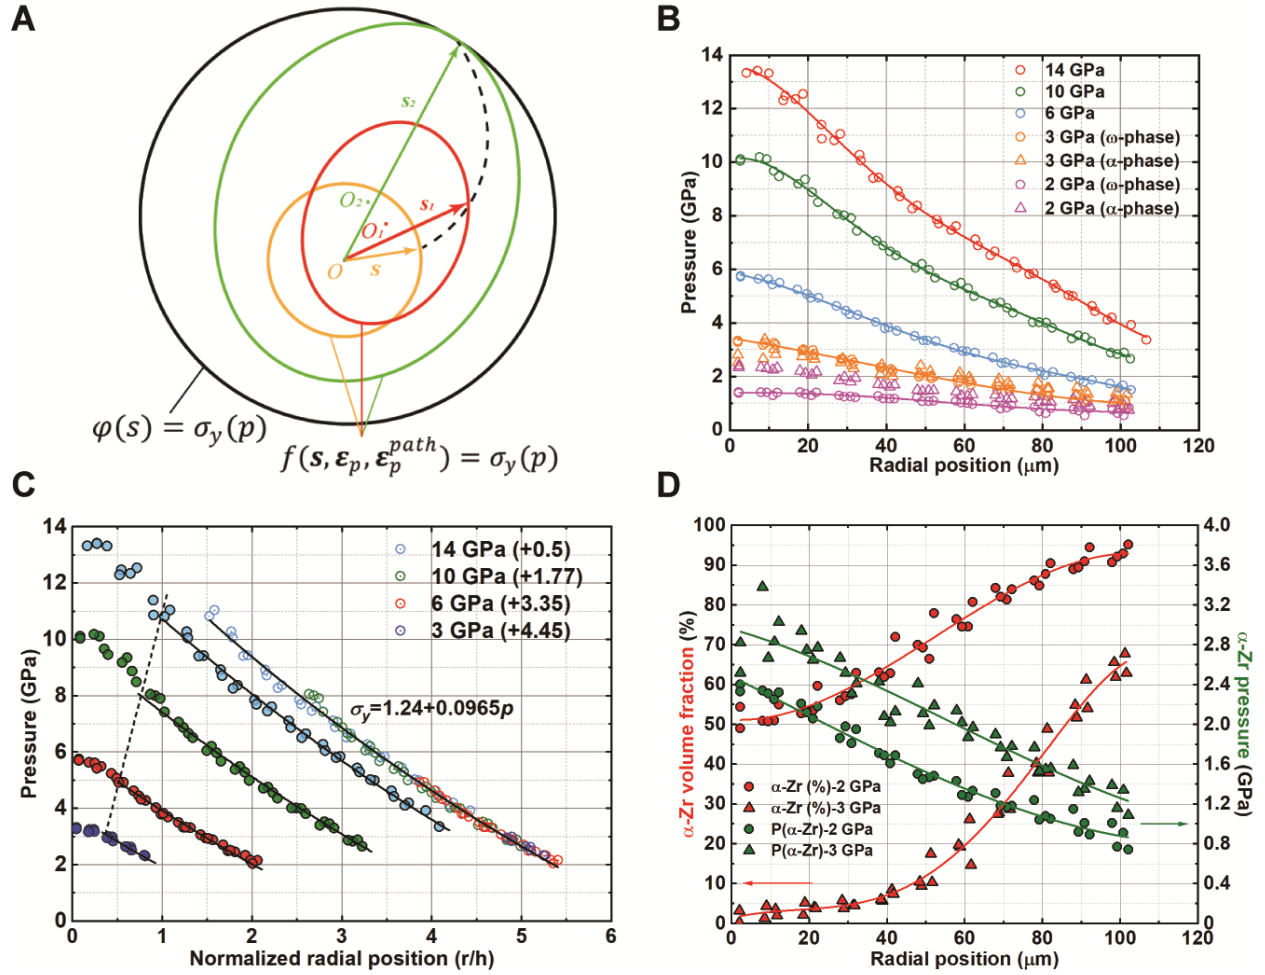 A
s₂
O₂
s₁
O₁
O
s
φ(s) = σ_y(p)
f(s, ε_p, ε_p^path) = σ_y(p)
B
14
12
10
8
6
4
2
0
Pressure (GPa)
0 20 40 60 80 100 120
Radial position (μm)
14 GPa
10 GPa
6 GPa
3 GPa (ω-phase)
3 GPa (α-phase)
2 GPa (ω-phase)
2 GPa (α-phase)
C
14
12
10
8
6
4
2
0
Pressure (GPa)
0 1 2 3 4 5 6
Normalized radial position (r/h)
14 GPa (+0.5)
10 GPa (+1.77)
6 GPa (+3.35)
3 GPa (+4.45)
σ_y=1.24+0.0965p
D
100
90
80
70
60
50
40
30
20
10
0
α-Zr volume fraction (%)
α-Zr (%)-2 GPa
α-Zr (%)-3 GPa
P(α-Zr)-2 GPa
P(α-Zr)-3 GPa
4.0
3.6
3.2
2.8
2.4
2.0
1.6
1.2
0.8
0.4
0
α-Zr pressure (GPa)
0 20 40 60 80 100 120
Radial position (μm)